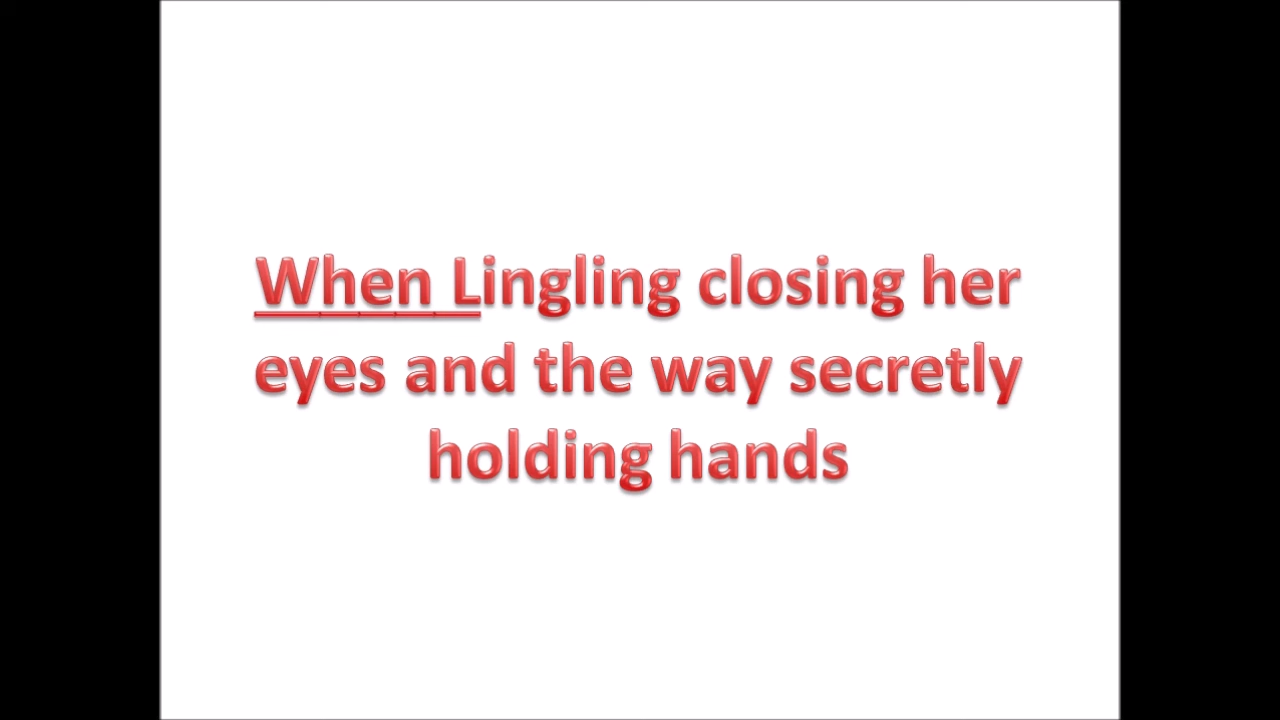 When Lingling closing her
eyes and the way secretly
holding hands